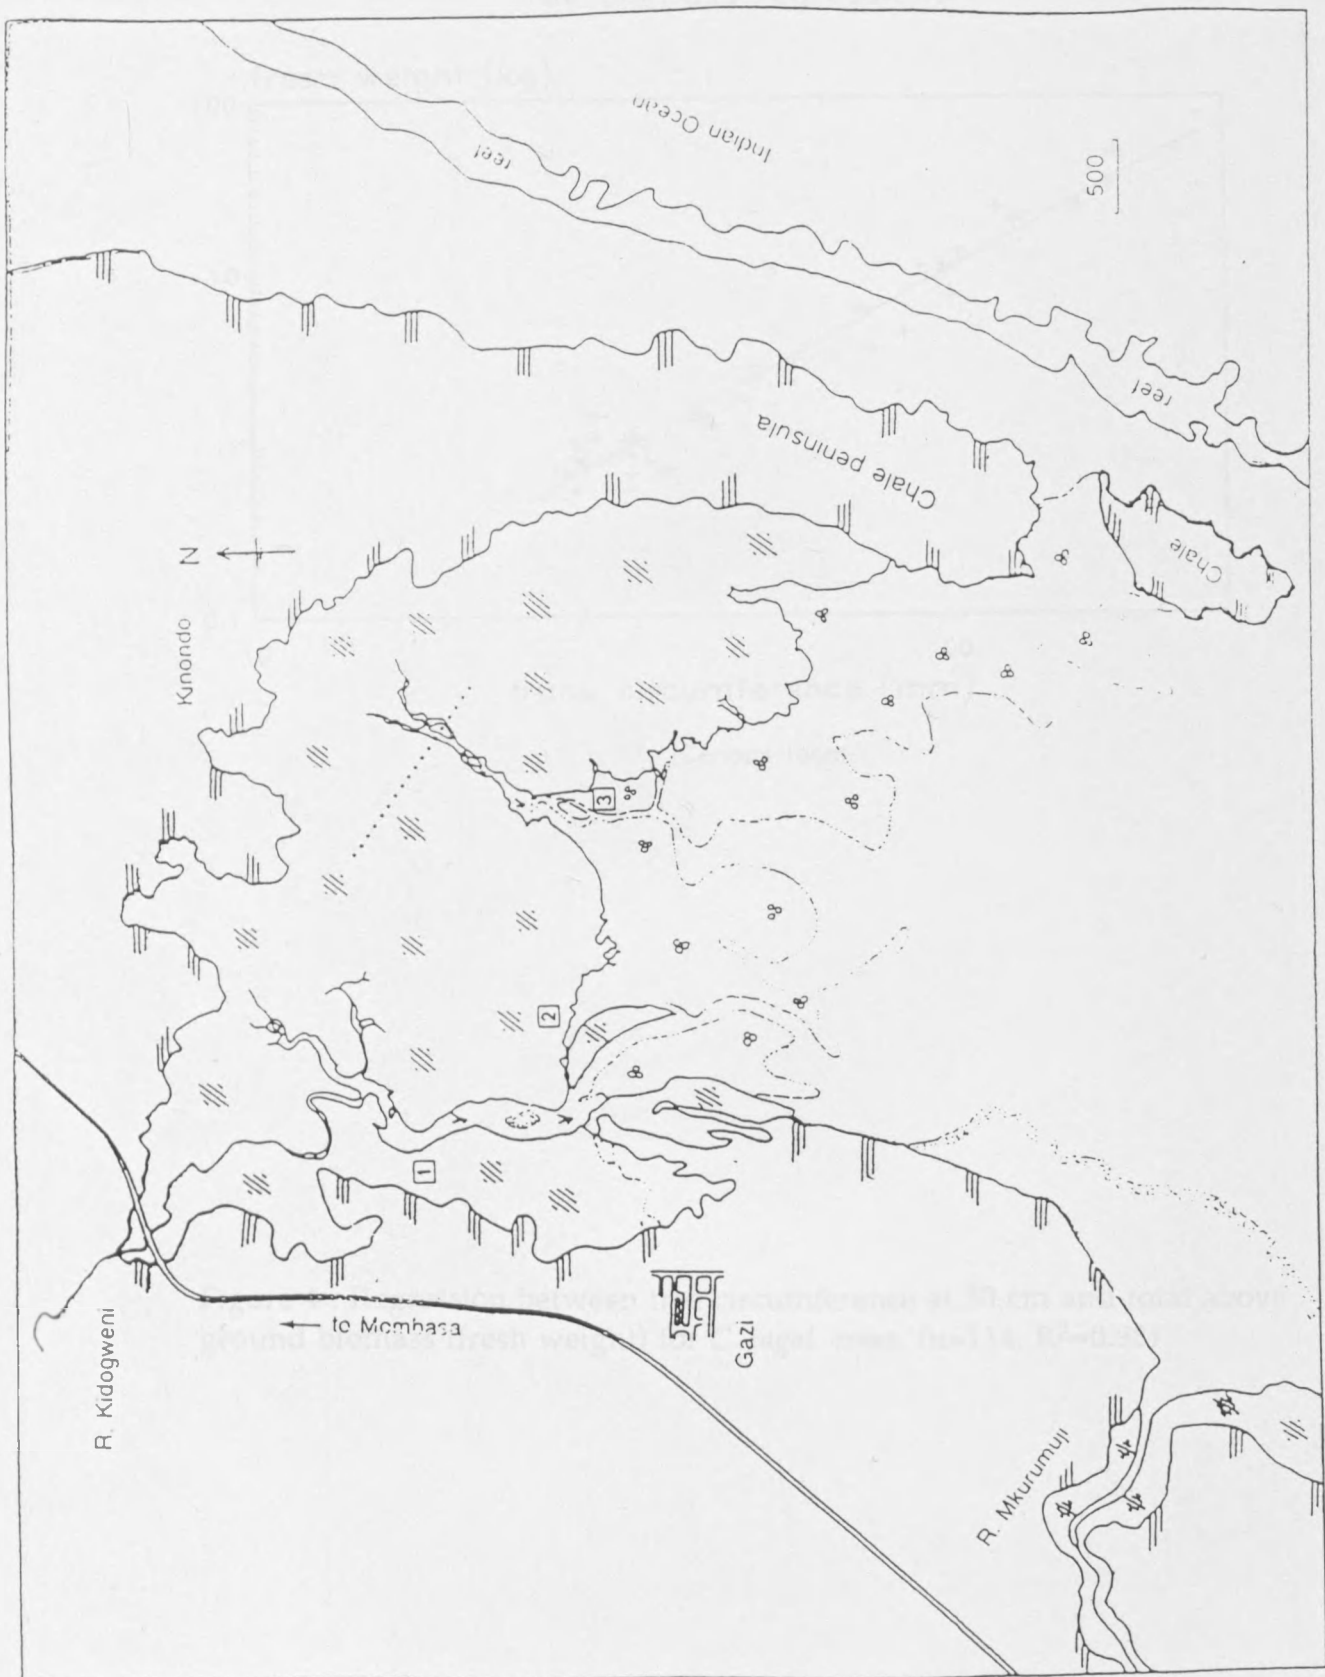 Indian Ocean
reef
500
reef
Chale peninsula
Chale
N
Kinondo
3
2
1
R. Kidogweni
← to Mombasa
Gazi
R. Mkurumuji